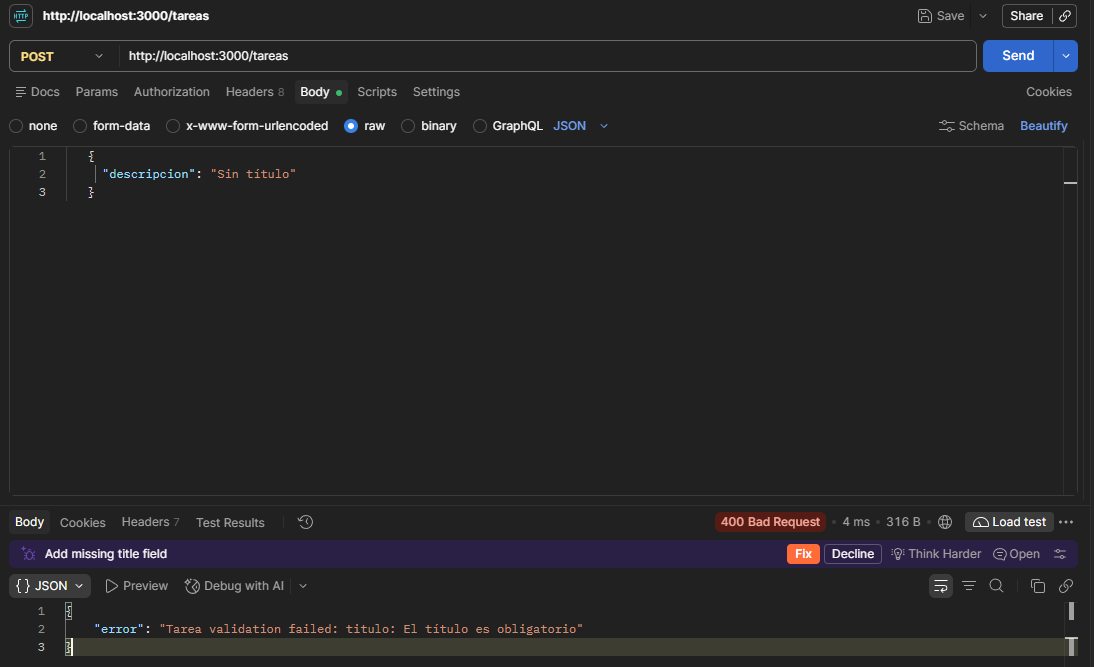 HTTP http://localhost:3000/tareas Save Share
POST http://localhost:3000/tareas Send
Docs Params Authorization Headers 8 Body Scripts Settings Cookies
none form-data x-www-form-urlencoded raw binary GraphQL JSON Schema Beautify
1 {
2 "descripcion": "Sin titulo"
3 }
Body Cookies Headers 7 Test Results 400 Bad Request • 4 ms • 316 B • Load test
Add missing title field Fix Decline Think Harder Open
{} JSON Preview Debug with AI
1 {
2 "error": "Tarea validation failed: titulo: El título es obligatorio"
3 }